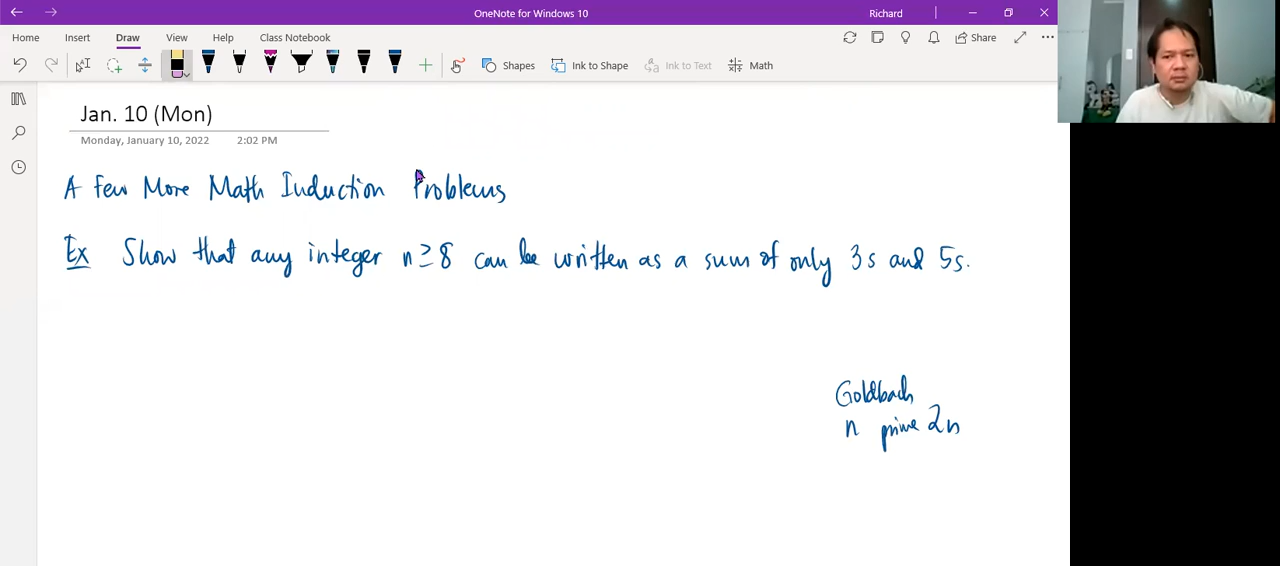 OneNote for Windows 10
Richard
Home Insert Draw View Help Class Notebook
Share
Shapes Ink to Shape Ink to Text Math
Jan. 10 (Mon)
Monday, January 10, 2022 2:02 PM
A Few More Math Induction Problems
Ex Show that any integer n ≥ 8 can be written as a sum of only 3s and 5s.
Goldbach
n prime 2n